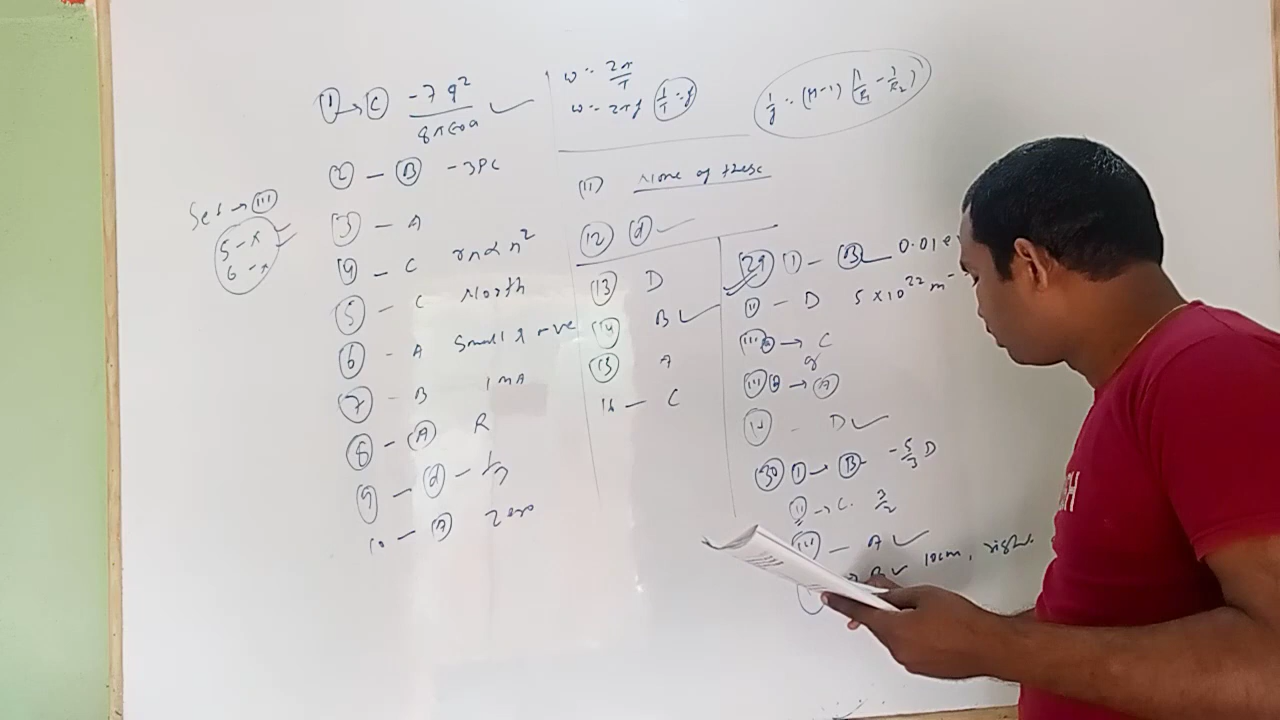 Set → (III)
5 - x
6 - x
(1) → (C) -7q²/8πε₀a ✓
(2) - (B) -3PC
(3) - A
(4) - C rn ∝ n²
(5) - C North
(6) - A Small & +ve
(7) - B 1 mA
(8) - (A) R
(9) - (d) -
10 - (A) Zero
ω = 2π/T
ω = 2πf (1/T = f)
1/f = (μ-1) (1/R₁ - 1/R₂)
(11) None of these
(12) (d) ✓
(13) D
(14) B ✓
(15) A
16 - C
(29) (I) - (B) 0.01 e
(II) - D 5 × 10²² m⁻
(III)(a) → C
or
(III)(b) → (A)
(IV) - D ✓
(30) (I) → (B) -5/3 D
(II) → C. 3/2
(III) - A ✓
→ B ✓ 10cm, right.
H